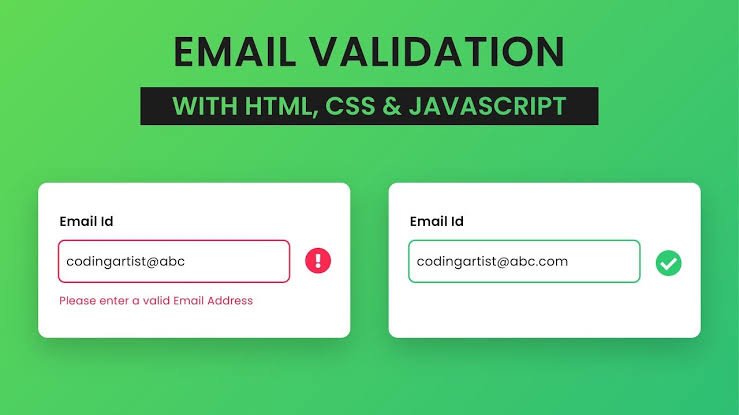 EMAIL VALIDATION
WITH HTML, CSS & JAVASCRIPT
Email Id
codingartist@abc
Please enter a valid Email Address
Email Id
codingartist@abc.com